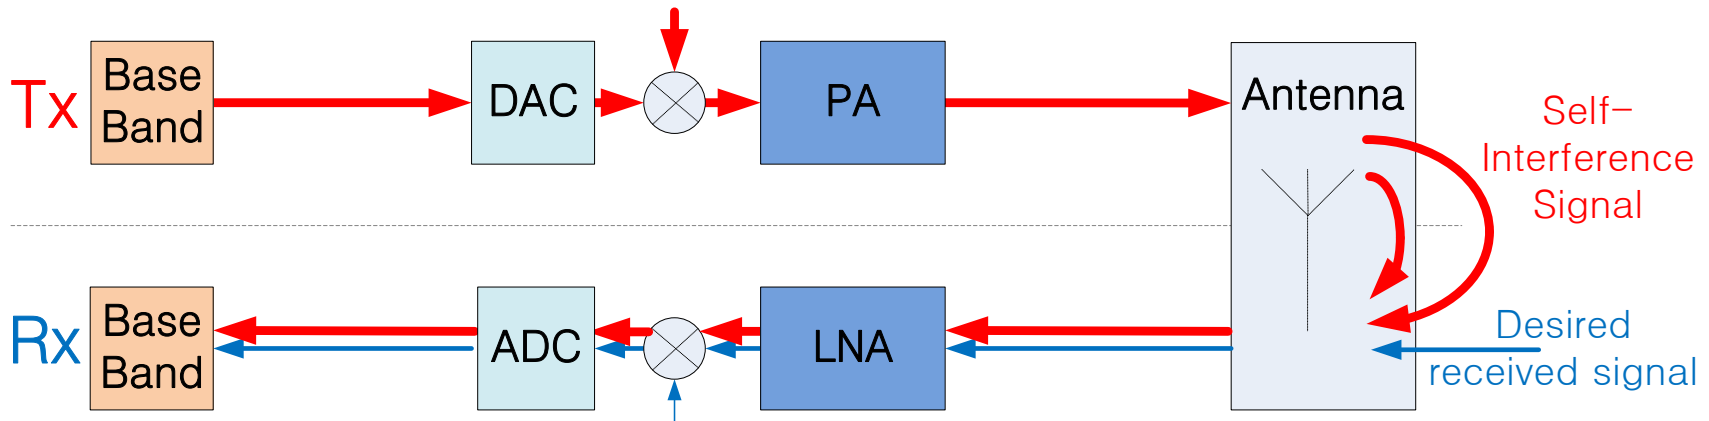 Tx
Base
Band
DAC
PA
Antenna
Self-
Interference
Signal
Rx
Base
Band
ADC
LNA
Desired
received signal